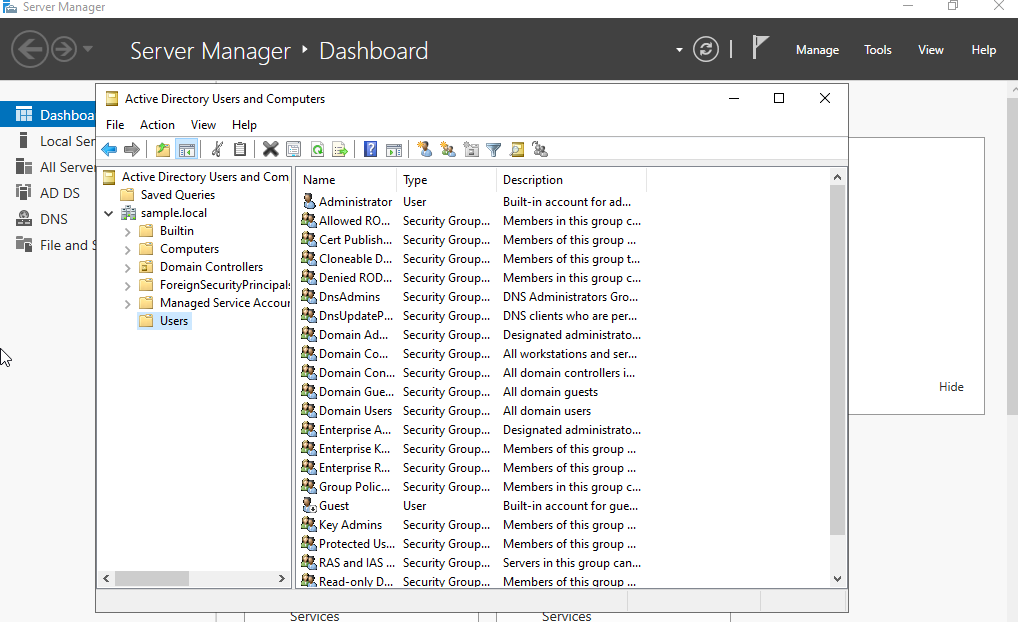 Server Manager
Server Manager Dashboard
Manage Tools View Help
Dashboa
Local Ser
All Server
AD DS
DNS
File and S
Active Directory Users and Computers
File Action View Help
Active Directory Users and Com
Saved Queries
sample.local
Builtin
Computers
Domain Controllers
ForeignSecurityPrincipals
Managed Service Accour
Users
Name Type Description
Administrator User Built-in account for ad...
Allowed RO... Security Group... Members in this group c...
Cert Publish... Security Group... Members of this group ...
Cloneable D... Security Group... Members of this group t...
Denied ROD... Security Group... Members in this group c...
DnsAdmins Security Group... DNS Administrators Gro...
DnsUpdateP... Security Group... DNS clients who are per...
Domain Ad... Security Group... Designated administrato...
Domain Co... Security Group... All workstations and ser...
Domain Con... Security Group... All domain controllers i...
Domain Gue... Security Group... All domain guests
Domain Users Security Group... All domain users
Enterprise A... Security Group... Designated administrato...
Enterprise K... Security Group... Members of this group ...
Enterprise R... Security Group... Members of this group ...
Group Polic... Security Group... Members in this group c...
Guest User Built-in account for gue...
Key Admins Security Group... Members of this group ...
Protected Us... Security Group... Members of this group ...
RAS and IAS ... Security Group... Servers in this group can...
Read-only D... Security Group... Members of this group ...
Hide
Services Services